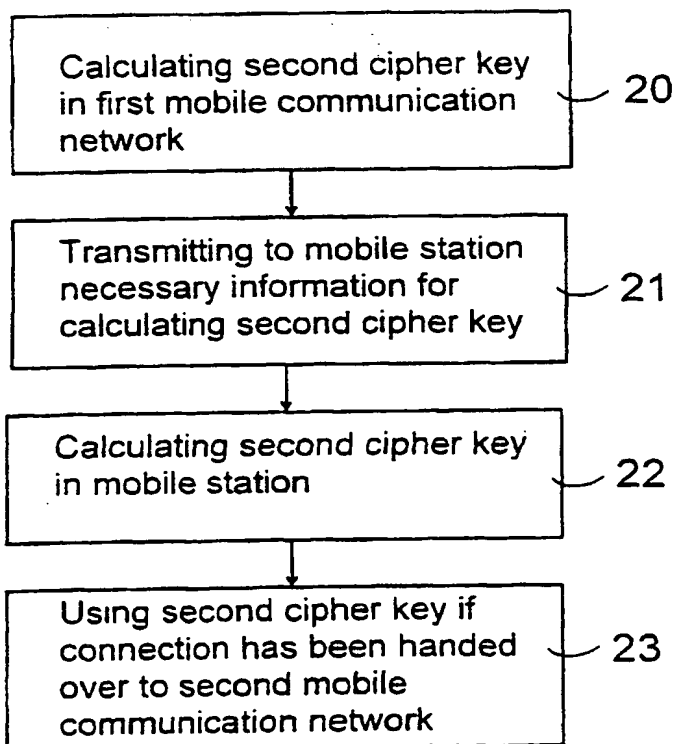 Calculating second cipher key
in first mobile communication
network
20
Transmitting to mobile station
necessary information for
calculating second cipher key
21
Calculating second cipher key
in mobile station
22
Using second cipher key if
connection has been handed
over to second mobile
communication network
23